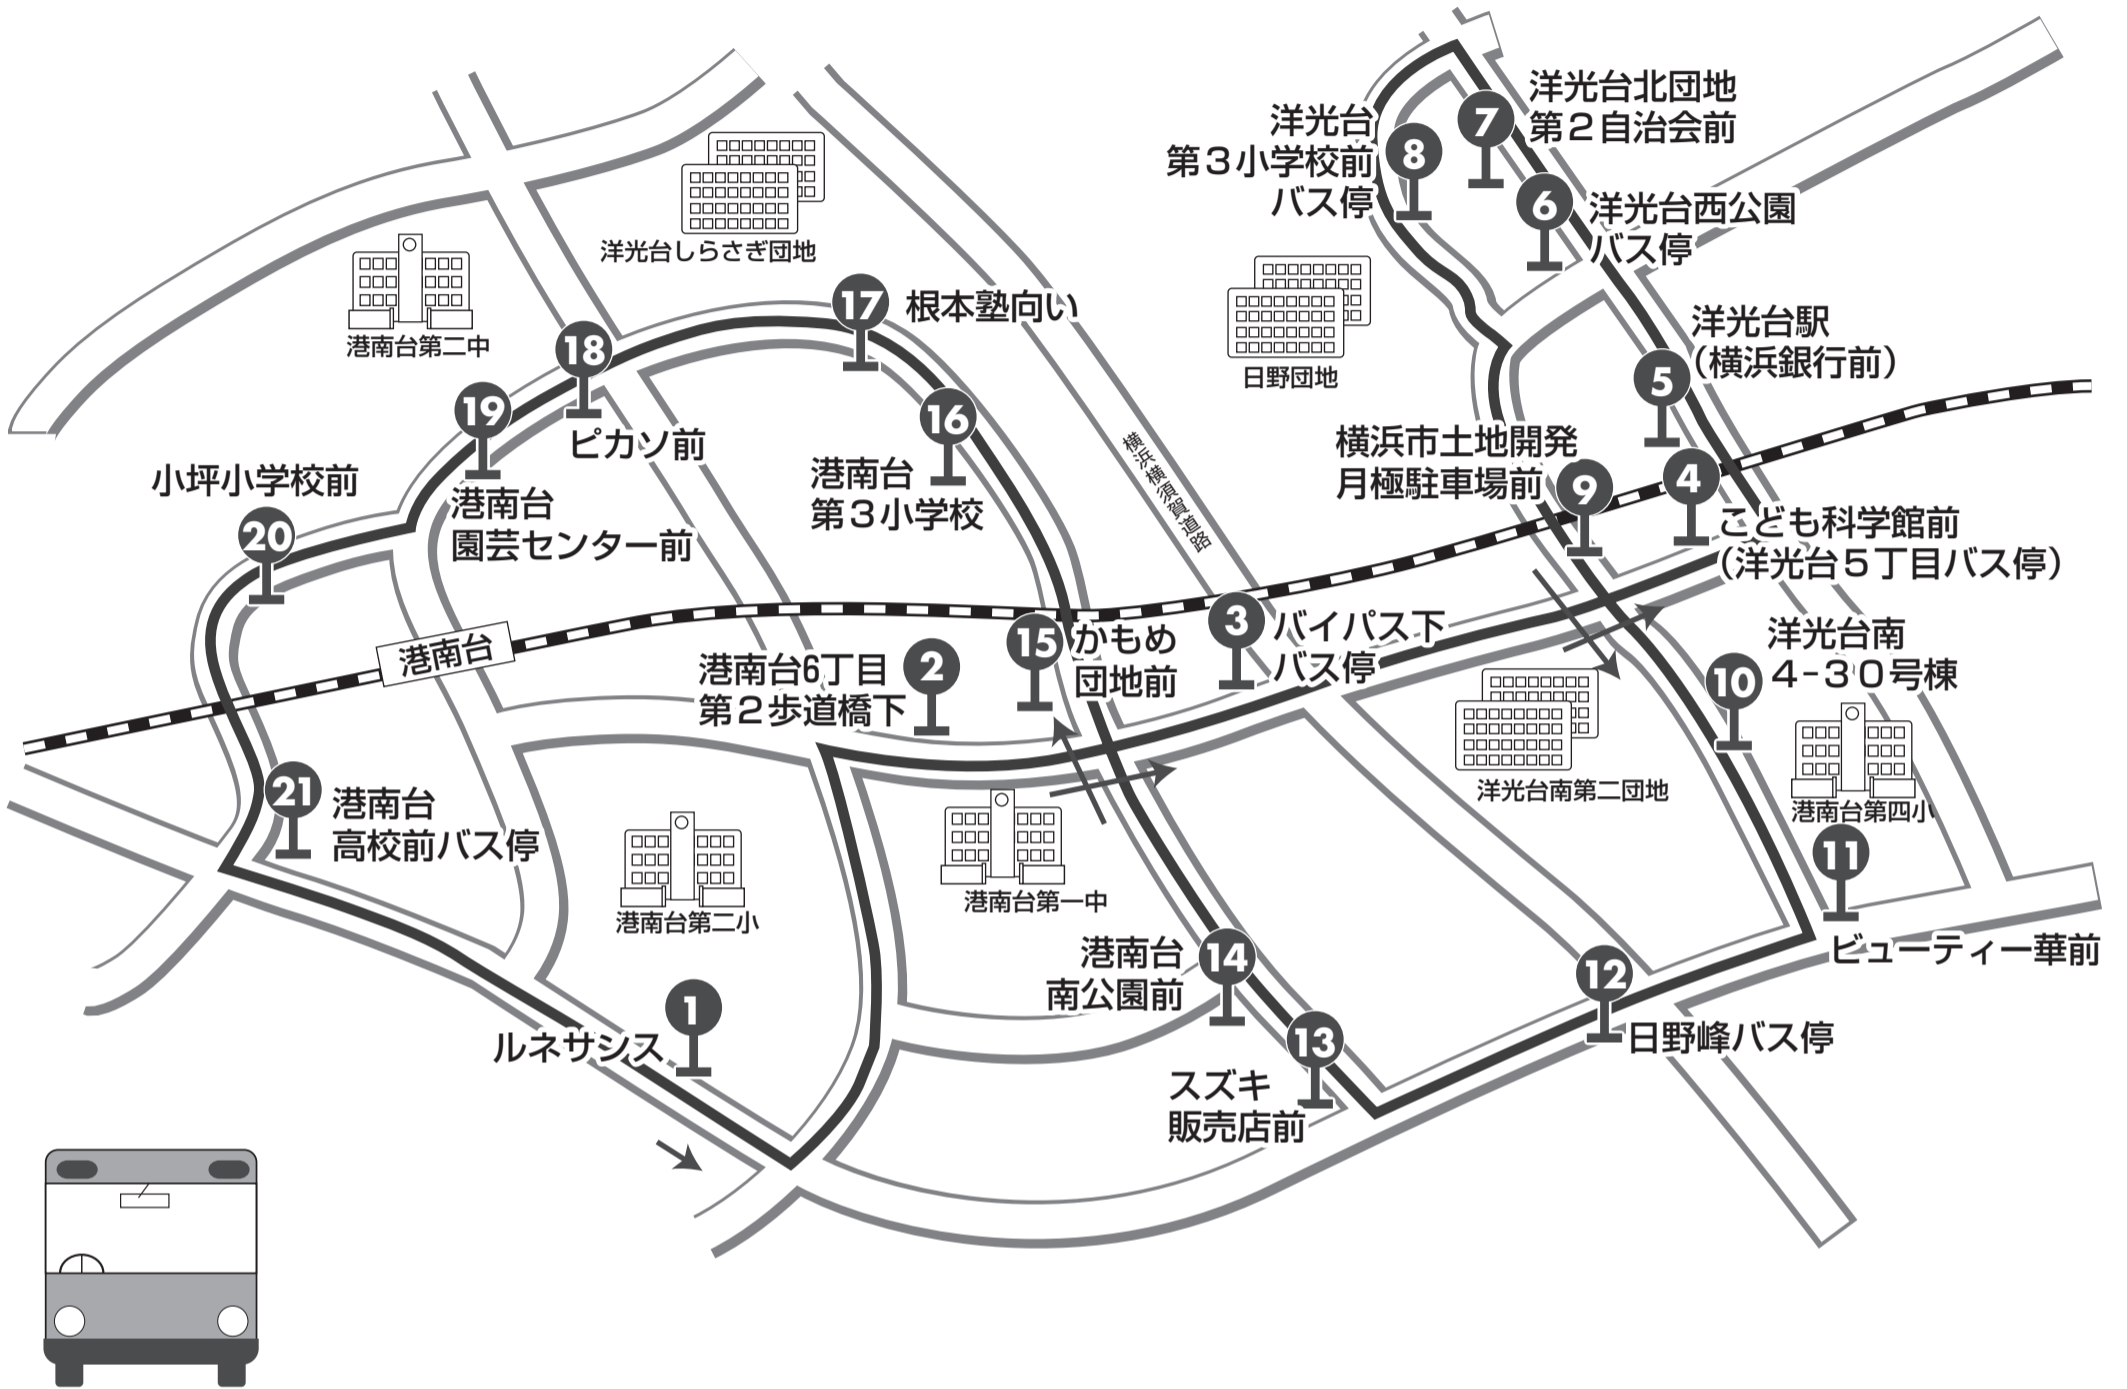 洋光台北団地
第２自治会前
7
洋光台
第３小学校前
バス停
8
6
洋光台西公園
バス停
洋光台しらさぎ団地
港南台第二中
17
根本塾向い
18
ピカソ前
日野団地
洋光台駅
（横浜銀行前）
5
19
港南台
園芸センター前
16
港南台
第３小学校
横浜横須賀道路
横浜市土地開発
月極駐車場前
9
4
こども科学館前
（洋光台５丁目バス停）
小坪小学校前
20
港南台
港南台6丁目
第２歩道橋下
2
15
かもめ
団地前
3
バイパス下
バス停
洋光台南
４-３０号棟
10
洋光台南第二団地
港南台第四小
21
港南台
高校前バス停
港南台第二小
港南台第一中
11
ビューティー華前
港南台
南公園前
14
12
日野峰バス停
1
ルネサシス
13
スズキ
販売店前